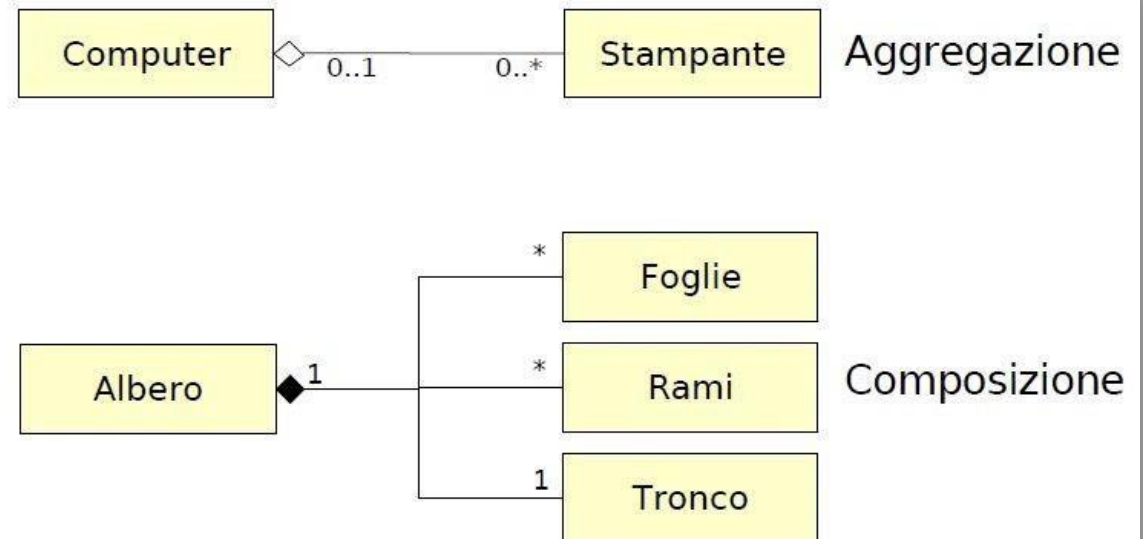 Computer
0..1
0..*
Stampante
Aggregazione
*
Foglie
Albero
1
*
Rami
Composizione
1
Tronco